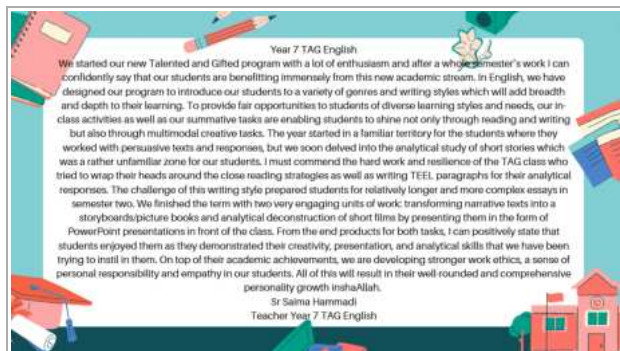 Year 7 TAG English
We started our new Talented and Gifted program with a lot of enthusiasm and after a whole semester's work I can
confidently say that our students are benefitting immensely from this new academic stream. In English, we have
designed our program to introduce our students to a variety of genres and writing styles which will add breadth
and depth to their learning. To provide fair opportunities to students of diverse learning styles and needs, our in-
class activities as well as our summative tasks are enabling students to shine not only through reading and writing
but also through multimodal creative tasks. The year started in a familiar territory for the students where they
worked with persuasive texts and responses, but we soon delved into the analytical study of short stories which
was a rather unfamiliar zone for our students. I must commend the hard work and resilience of the TAG class who
tried to wrap their heads around the close reading strategies as well as writing TEEL paragraphs for their analytical
responses. The challenge of this writing style prepared students for relatively longer and more complex essays in
semester two. We finished the term with two very engaging units of work: transforming narrative texts into a
storyboards/picture books and analytical deconstruction of short films by presenting them in the form of
PowerPoint presentations in front of the class. From the end products for both tasks, I can positively state that
students enjoyed them as they demonstrated their creativity, presentation, and analytical skills that we have been
trying to instil in them. On top of their academic achievements, we are developing stronger work ethics, a sense of
personal responsibility and empathy in our students. All of this will result in their well-rounded and comprehensive
personality growth inshaAllah.
Sr Saima Hammadi
Teacher Year 7 TAG English